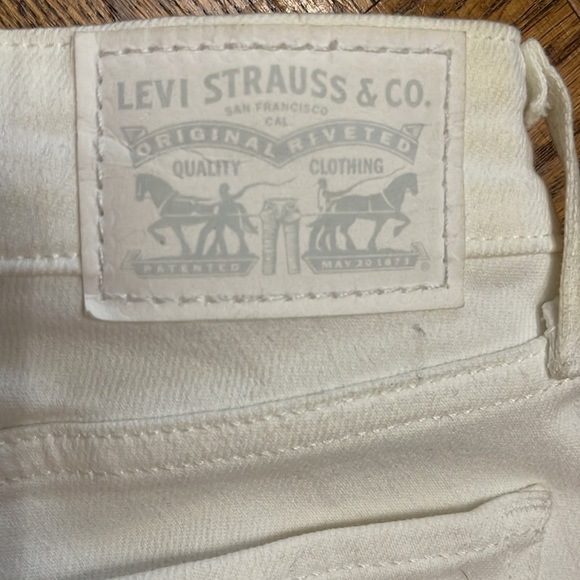 LEVI STRAUSS & CO.
SAN FRANCISCO
CAL
ORIGINAL RIVETED
QUALITY CLOTHING
PATENTED MAY 20 1873
®